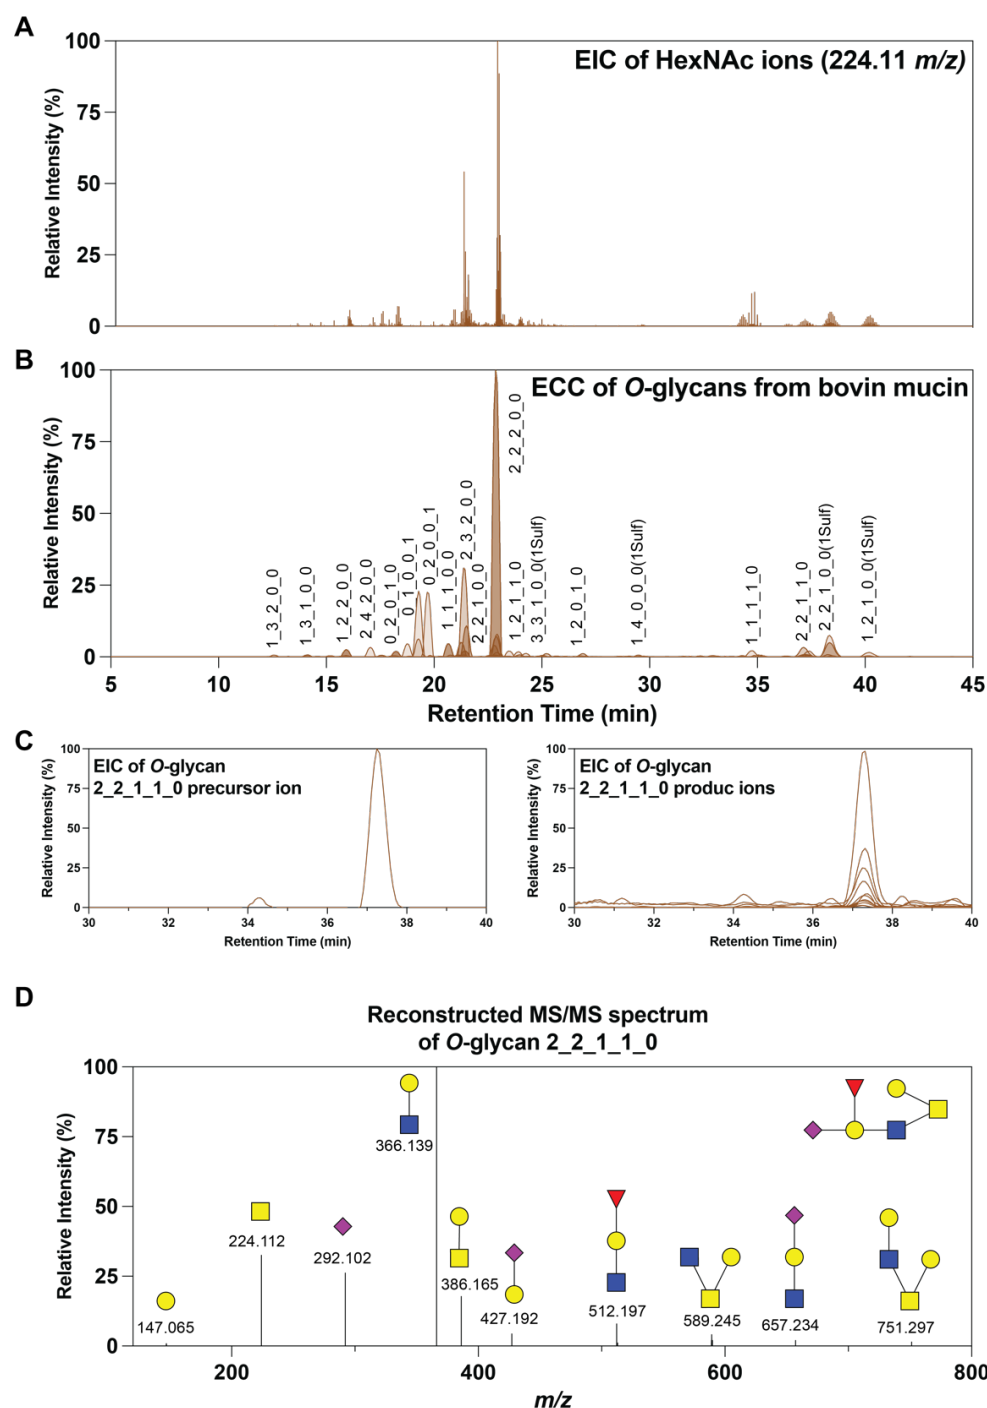 A
EIC of HexNAc ions (224.11 m/z)
Relative Intensity (%)
100
75
50
25
0
B
ECC of O-glycans from bovin mucin
Relative Intensity (%)
100
75
50
25
0
1_3_2_0_0
1_3_1_0_0
1_2_2_0_0
2_4_2_0_0
0_2_0_1_0
0_1_0_0_1
0_2_0_0_1
1_1_1_0_0
2_3_2_0_0
2_2_1_0_0
2_2_2_0_0
1_2_1_1_0
3_3_1_0_0(1Sulf)
1_2_0_1_0
1_4_0_0_0(1Sulf)
1_1_1_1_0
2_2_1_1_0
2_2_1_0_0(1Sulf)
1_2_1_0_0(1Sulf)
5 10 15 20 25 30 35 40 45
Retention Time (min)
C
EIC of O-glycan
2_2_1_1_0 precursor ion
Relative Intensity (%)
100
75
50
25
0
30 32 34 36 38 40
Retention Time (min)
EIC of O-glycan
2_2_1_1_0 produc ions
Relative Intensity (%)
100
75
50
25
0
30 32 34 36 38 40
Retention Time (min)
D
Reconstructed MS/MS spectrum
of O-glycan 2_2_1_1_0
Relative Intensity (%)
100
75
50
25
0
147.065
224.112
292.102
366.139
386.165
427.192
512.197
589.245
657.234
751.297
200 400 600 800
m/z